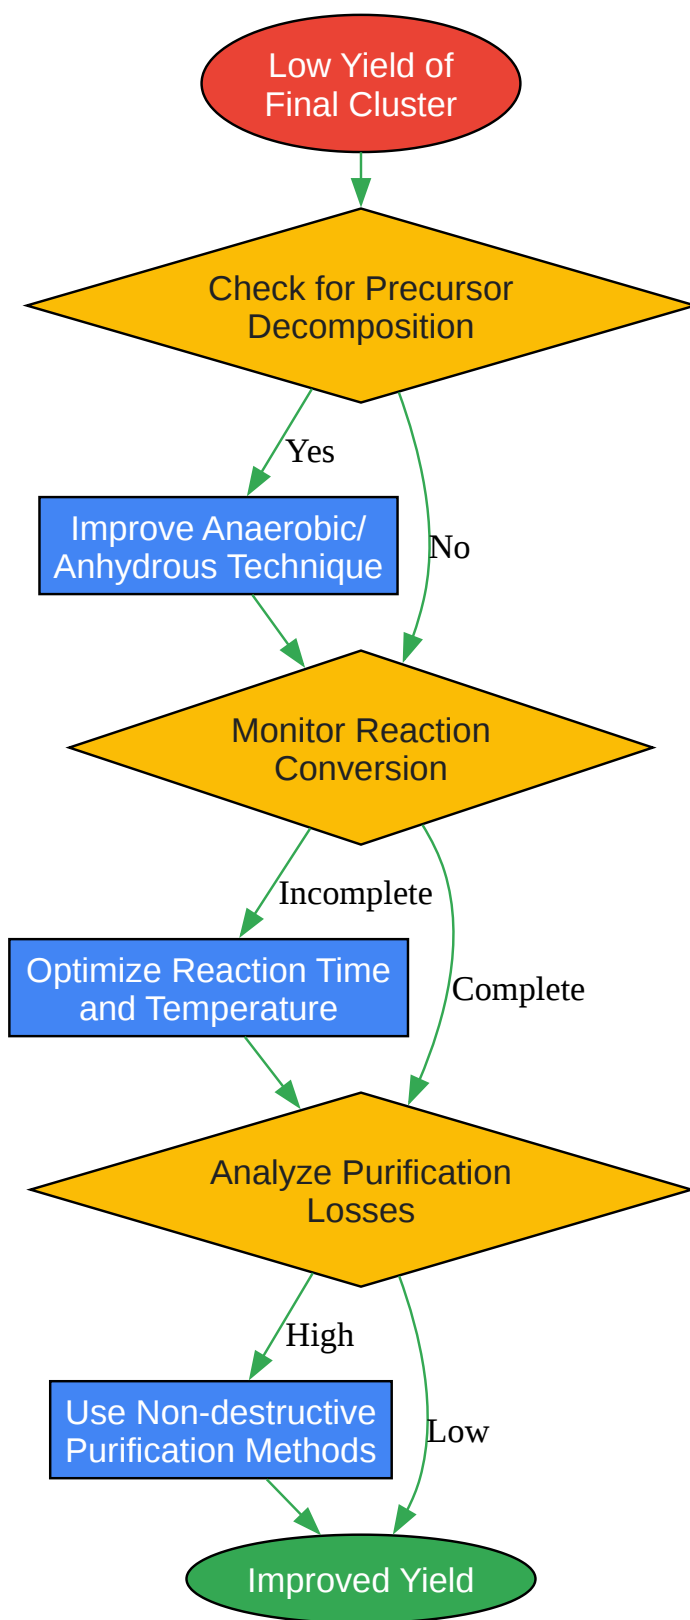 Low Yield of
Final Cluster
Check for Precursor
Decomposition
Yes
Improve Anaerobic/
Anhydrous Technique
No
Monitor Reaction
Conversion
Incomplete
Optimize Reaction Time
and Temperature
Complete
Analyze Purification
Losses
High
Use Non-destructive
Purification Methods
Low
Improved Yield